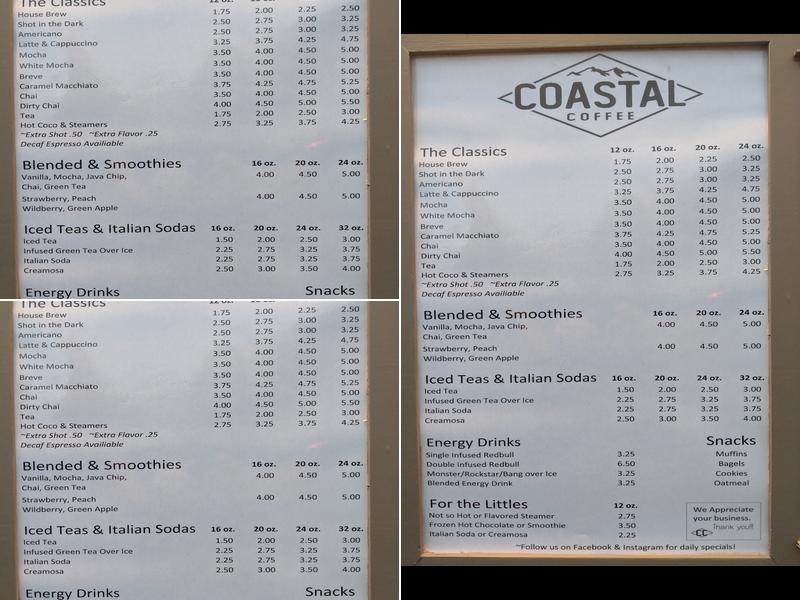 The Classics 12 oz.
House Brew 1.75 2.00 2.25 2.50
Shot in the Dark 2.50 2.75 3.00 3.25
Americano 2.50 2.75 3.00 3.25
Latte & Cappuccino 3.25 3.75 4.25 4.75
Mocha 3.50 4.00 4.50 5.00
White Mocha 3.50 4.00 4.50 5.00
Breve 3.50 4.00 4.50 5.00
Caramel Macchiato 3.75 4.25 4.75 5.25
Chai 3.50 4.00 4.50 5.00
Dirty Chai 4.00 4.50 5.00 5.50
Tea 1.75 2.00 2.50 3.00
Hot Coco & Steamers 2.75 3.25 3.75 4.25
~Extra Shot .50 ~Extra Flavor .25
Decaf Espresso Availiable
Blended & Smoothies 16 oz. 20 oz. 24 oz.
Vanilla, Mocha, Java Chip, 4.00 4.50 5.00
Chai, Green Tea
Strawberry, Peach 4.00 4.50 5.00
Wildberry, Green Apple
Iced Teas & Italian Sodas 16 oz. 20 oz. 24 oz. 32 oz.
Iced Tea 1.50 2.00 2.50 3.00
Infused Green Tea Over Ice 2.25 2.75 3.25 3.75
Italian Soda 2.25 2.75 3.25 3.75
Creamosa 2.50 3.00 3.50 4.00
Energy Drinks Snacks
The Classics 12 oz.
House Brew 1.75 2.00 2.25 2.50
Shot in the Dark 2.50 2.75 3.00 3.25
Americano 2.50 2.75 3.00 3.25
Latte & Cappuccino 3.25 3.75 4.25 4.75
Mocha 3.50 4.00 4.50 5.00
White Mocha 3.50 4.00 4.50 5.00
Breve 3.50 4.00 4.50 5.00
Caramel Macchiato 3.75 4.25 4.75 5.25
Chai 3.50 4.00 4.50 5.00
Dirty Chai 4.00 4.50 5.00 5.50
Tea 1.75 2.00 2.50 3.00
Hot Coco & Steamers 2.75 3.25 3.75 4.25
~Extra Shot .50 ~Extra Flavor .25
Decaf Espresso Availiable
Blended & Smoothies 16 oz. 20 oz. 24 oz.
Vanilla, Mocha, Java Chip, 4.00 4.50 5.00
Chai, Green Tea
Strawberry, Peach 4.00 4.50 5.00
Wildberry, Green Apple
Iced Teas & Italian Sodas 16 oz. 20 oz. 24 oz. 32 oz.
Iced Tea 1.50 2.00 2.50 3.00
Infused Green Tea Over Ice 2.25 2.75 3.25 3.75
Italian Soda 2.25 2.75 3.25 3.75
Creamosa 2.50 3.00 3.50 4.00
Energy Drinks Snacks
COASTAL
COFFEE
The Classics 12 oz. 16 oz. 20 oz. 24 oz.
House Brew 1.75 2.00 2.25 2.50
Shot in the Dark 2.50 2.75 3.00 3.25
Americano 2.50 2.75 3.00 3.25
Latte & Cappuccino 3.25 3.75 4.25 4.75
Mocha 3.50 4.00 4.50 5.00
White Mocha 3.50 4.00 4.50 5.00
Breve 3.50 4.00 4.50 5.00
Caramel Macchiato 3.75 4.25 4.75 5.25
Chai 3.50 4.00 4.50 5.00
Dirty Chai 4.00 4.50 5.00 5.50
Tea 1.75 2.00 2.50 3.00
Hot Coco & Steamers 2.75 3.25 3.75 4.25
~Extra Shot .50 ~Extra Flavor .25
Decaf Espresso Availiable
Blended & Smoothies 16 oz. 20 oz. 24 oz.
Vanilla, Mocha, Java Chip, 4.00 4.50 5.00
Chai, Green Tea
Strawberry, Peach 4.00 4.50 5.00
Wildberry, Green Apple
Iced Teas & Italian Sodas 16 oz. 20 oz. 24 oz. 32 oz.
Iced Tea 1.50 2.00 2.50 3.00
Infused Green Tea Over Ice 2.25 2.75 3.25 3.75
Italian Soda 2.25 2.75 3.25 3.75
Creamosa 2.50 3.00 3.50 4.00
Energy Drinks Snacks
Single Infused Redbull 3.25 Muffins
Double Infused Redbull 6.50 Bagels
Monster/Rockstar/Bang over Ice 3.25 Cookies
Blended Energy Drink 3.25 Oatmeal
For the Littles 12 oz.
Not so Hot or Flavored Steamer 2.75
Frozen Hot Chocolate or Smoothie 3.50
Italian Soda or Creamosa 2.25
We Appreciate
your business.
Thank you!!
CC
~Follow us on Facebook & Instagram for daily specials!